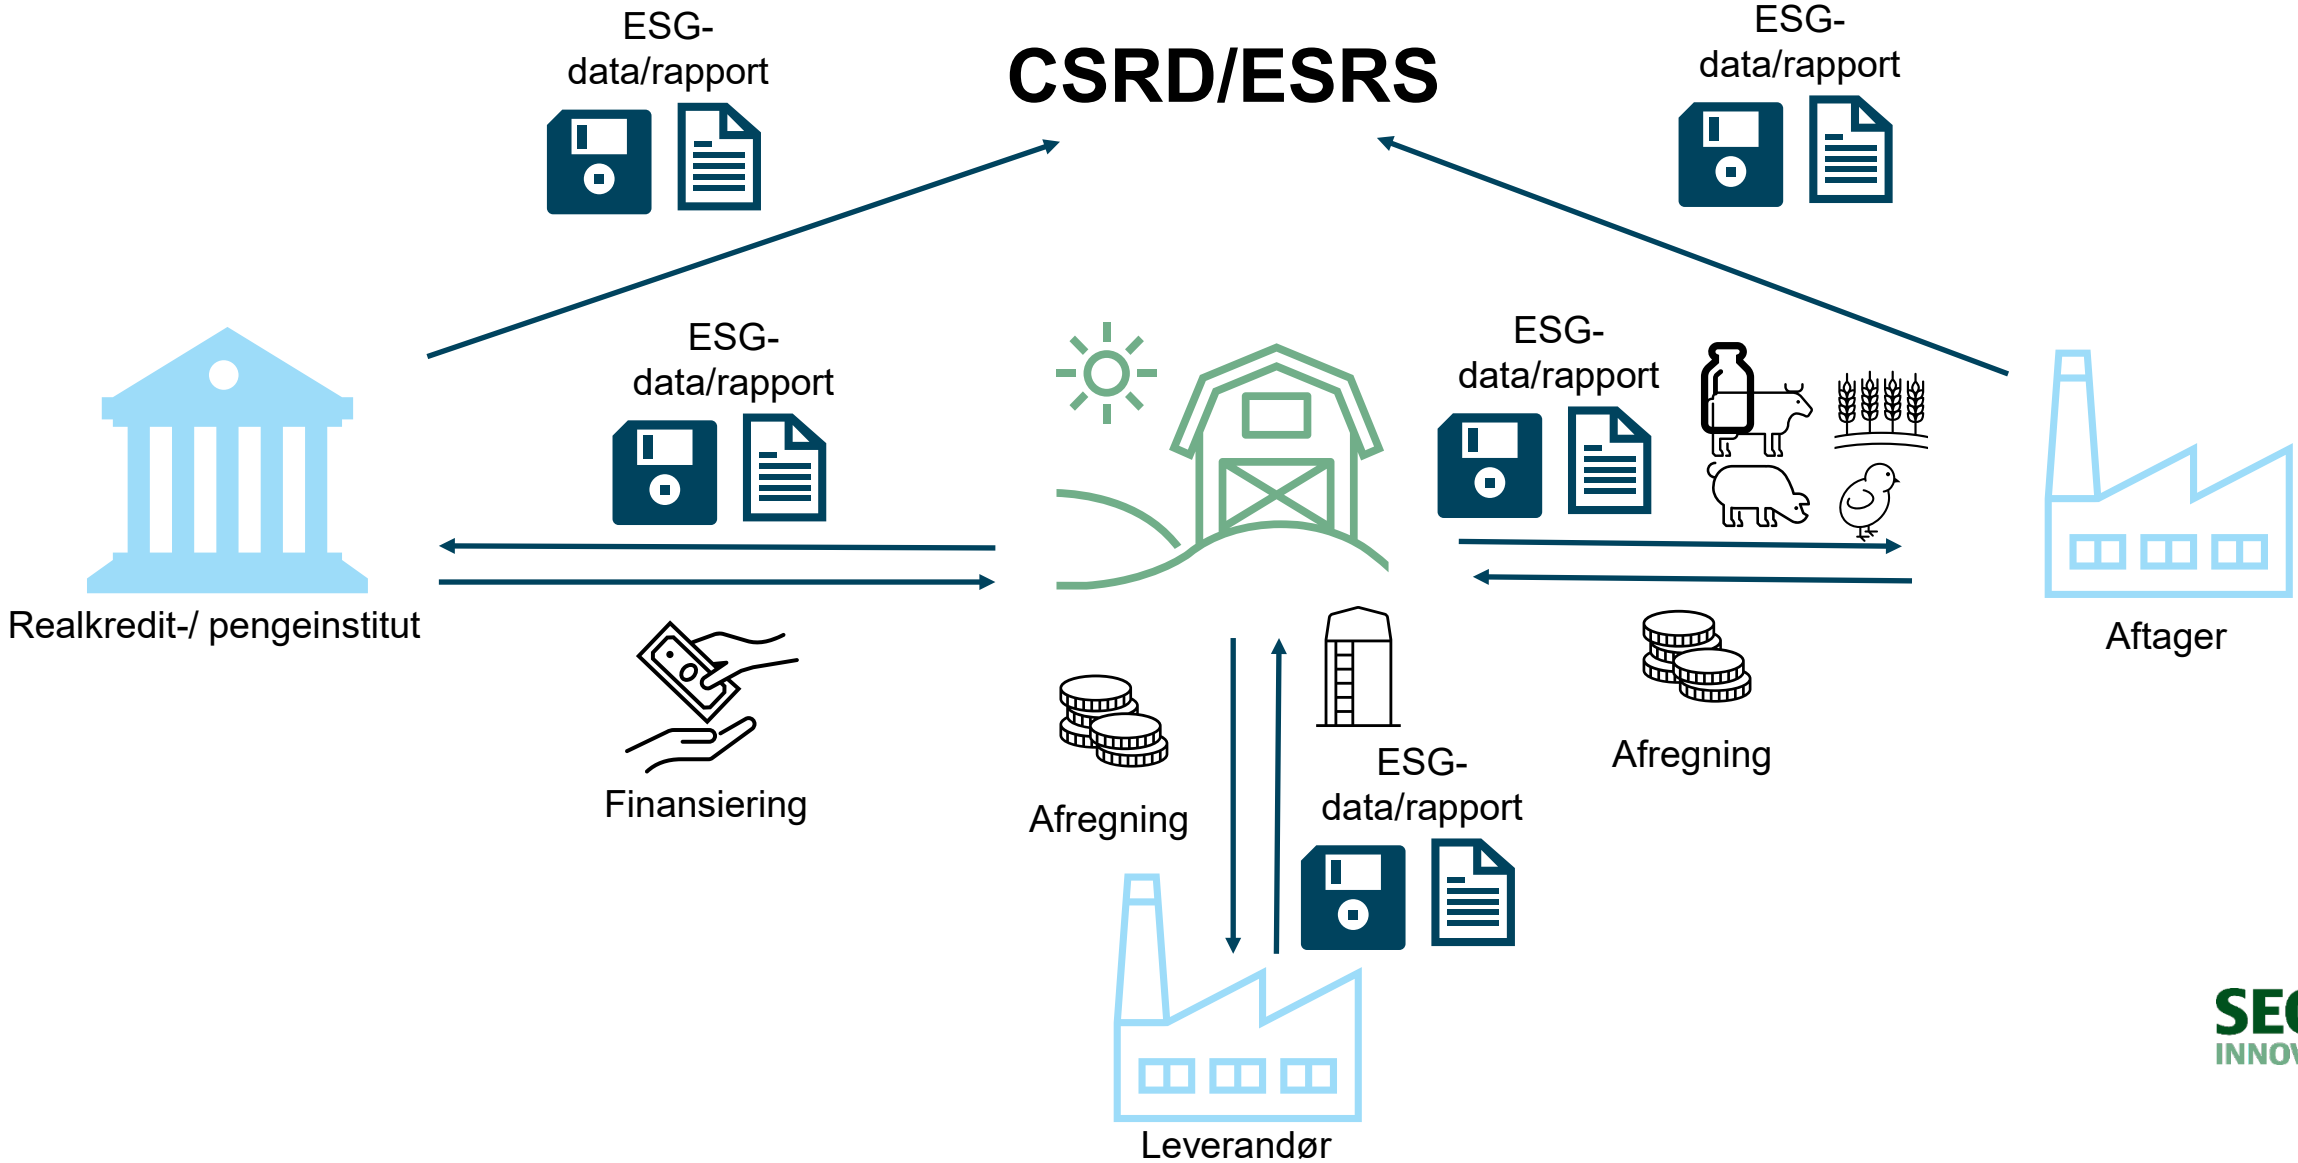 ESG-
data/rapport
CSRD/ESRS
ESG-
data/rapport
ESG-
data/rapport
ESG-
data/rapport
Realkredit-/ pengeinstitut
Aftager
Finansiering
Afregning
Afregning
ESG-
data/rapport
Leverandør